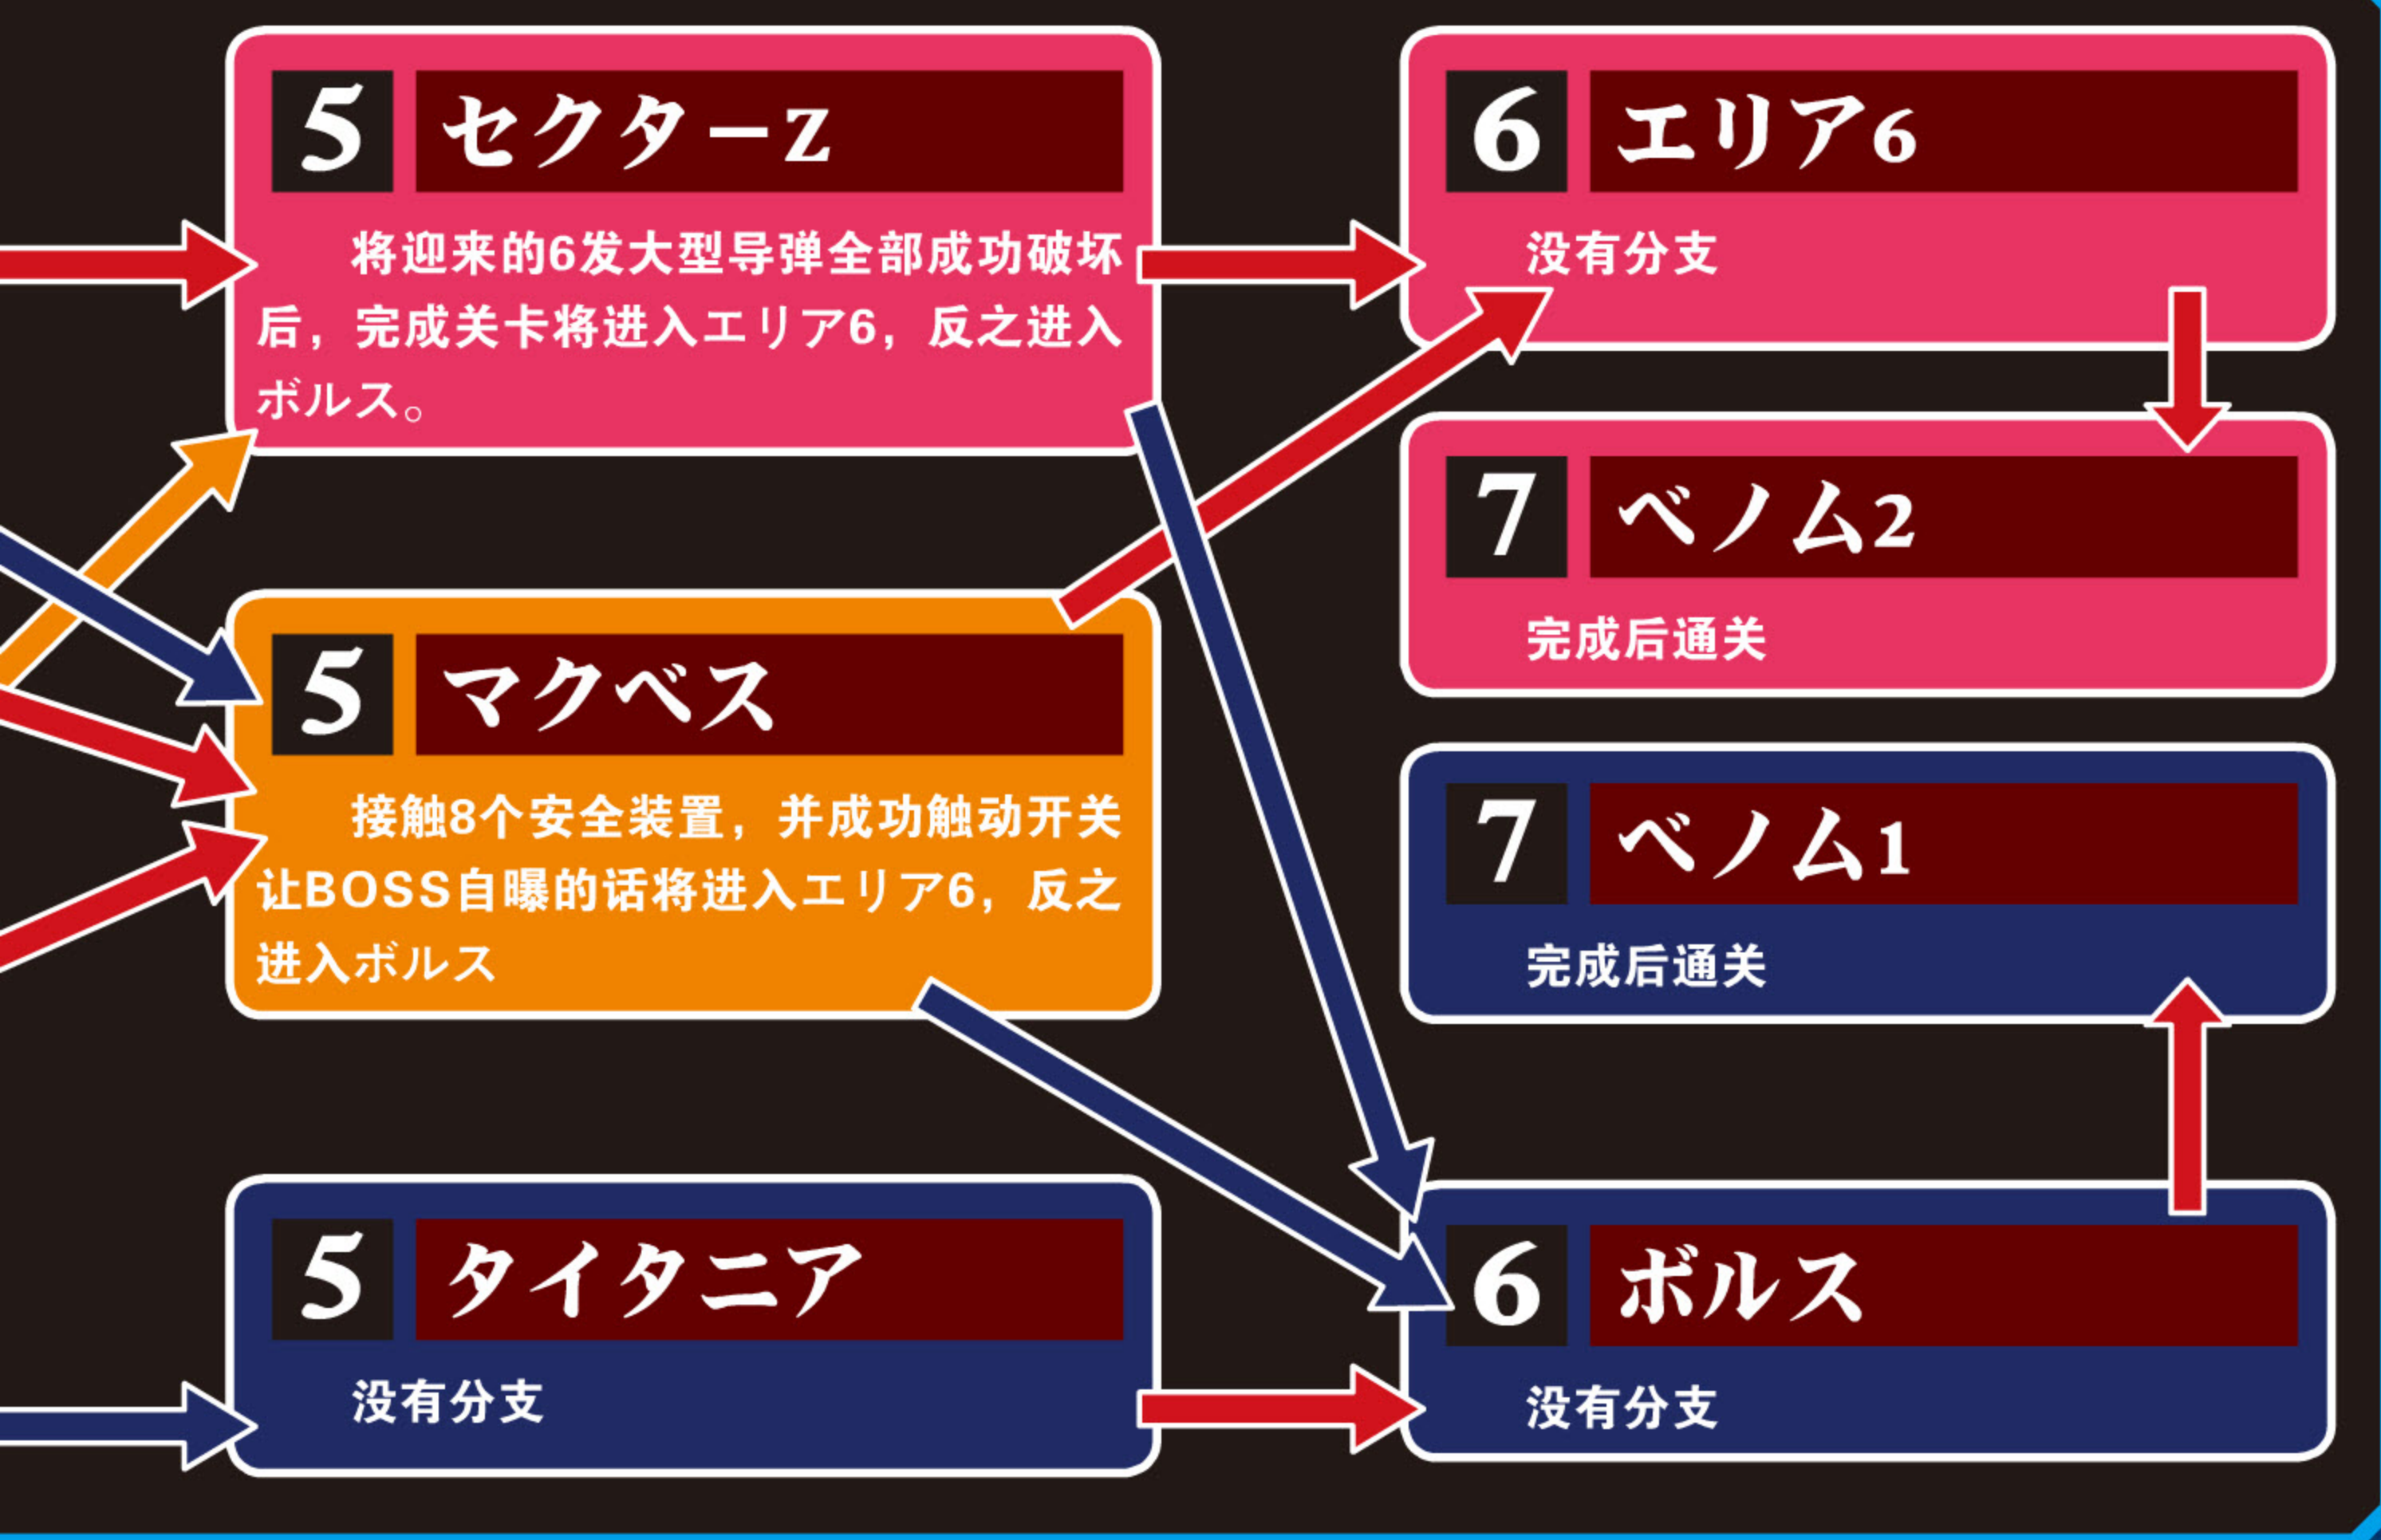 5 セクターZ
将迎来的6发大型导弹全部成功破坏
后，完成关卡将进入エリア6，反之进入
ボルス。
5 マクベス
接触8个安全装置，并成功触动开关
让BOSS自曝的话将进入エリア6，反之
进入ボルス
5 タイタニア
没有分支
6 エリア6
没有分支
7 ベノム2
完成后通关
7 ベノム1
完成后通关
6 ボルス
没有分支